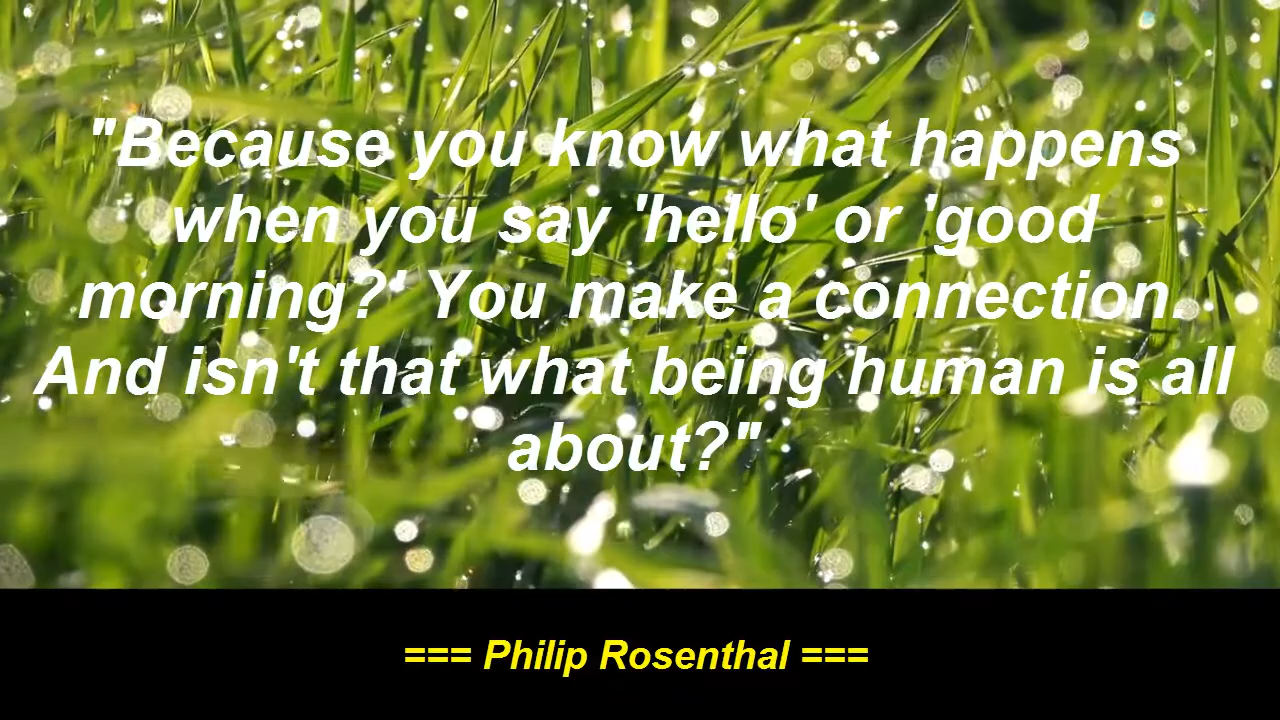 "Because you know what happens
when you say 'hello' or 'good
morning?' You make a connection.
And isn't that what being human is all
about?"
=== Philip Rosenthal ===